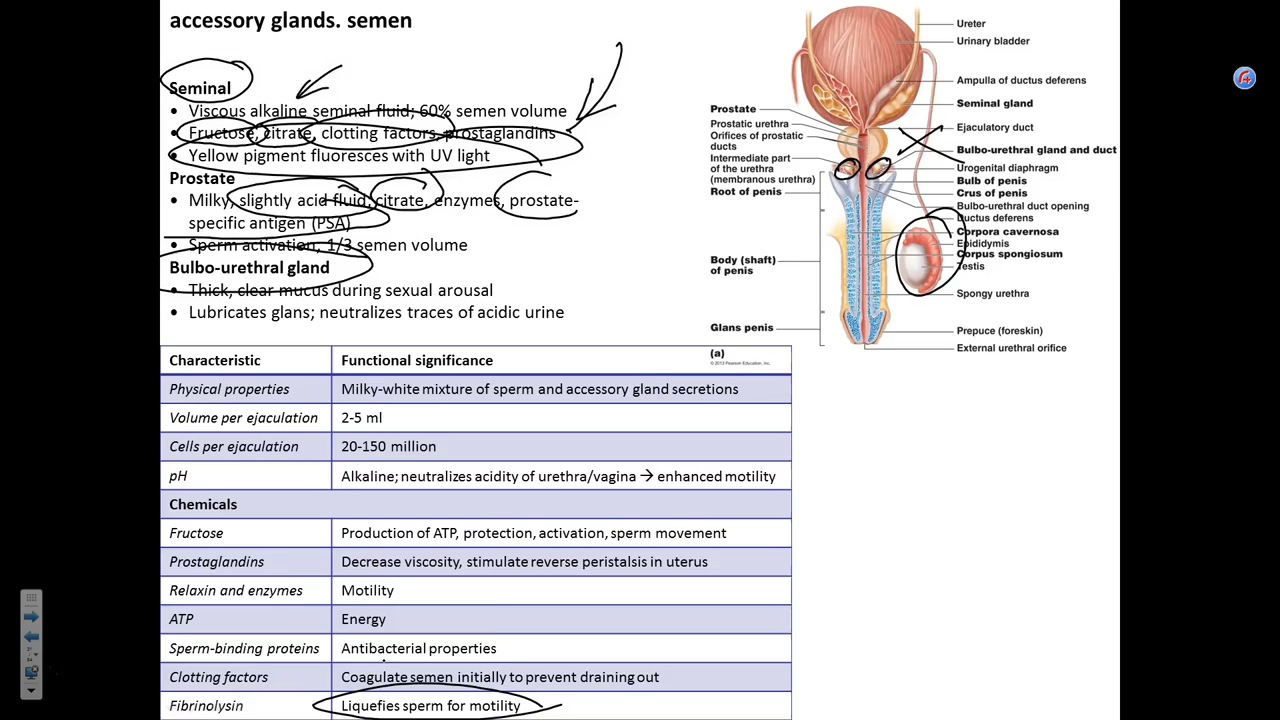 accessory glands. semen
Seminal
• Viscous alkaline seminal fluid; 60% semen volume
• Fructose, citrate, clotting factors, prostaglandins
• Yellow pigment fluoresces with UV light
Prostate
• Milky, slightly acid fluid, citrate, enzymes, prostate-
specific antigen (PSA)
• Sperm activation; 1/3 semen volume
Bulbo-urethral gland
• Thick, clear mucus during sexual arousal
• Lubricates glans; neutralizes traces of acidic urine
Prostate
Prostatic urethra
Orifices of prostatic
ducts
Intermediate part
of the urethra
(membranous urethra)
Root of penis
Body (shaft)
of penis
Glans penis
Ureter
Urinary bladder
Ampulla of ductus deferens
Seminal gland
Ejaculatory duct
Bulbo-urethral gland and duct
Urogenital diaphragm
Bulb of penis
Crus of penis
Bulbo-urethral duct opening
Ductus deferens
Corpora cavernosa
Epididymis
Corpus spongiosum
Testis
Spongy urethra
Prepuce (foreskin)
External urethral orifice
(a)
© 2013 Pearson Education, Inc.
Characteristic Functional significance
Physical properties Milky-white mixture of sperm and accessory gland secretions
Volume per ejaculation 2-5 ml
Cells per ejaculation 20-150 million
pH Alkaline; neutralizes acidity of urethra/vagina → enhanced motility
Chemicals
Fructose Production of ATP, protection, activation, sperm movement
Prostaglandins Decrease viscosity, stimulate reverse peristalsis in uterus
Relaxin and enzymes Motility
ATP Energy
Sperm-binding proteins Antibacterial properties
Clotting factors Coagulate semen initially to prevent draining out
Fibrinolysin Liquefies sperm for motility